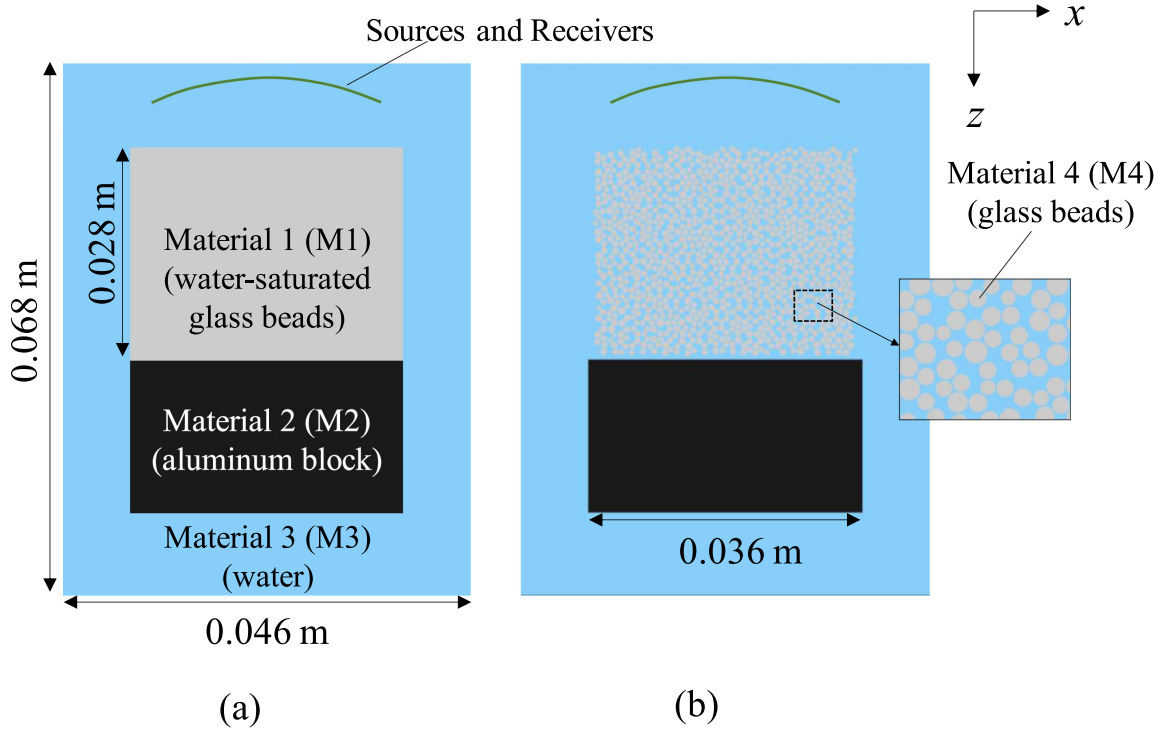 Sources and Receivers
x
z
0.068 m
0.028 m
Material 1 (M1)
(water-saturated
glass beads)
Material 2 (M2)
(aluminum block)
Material 3 (M3)
(water)
0.046 m
(a)
Material 4 (M4)
(glass beads)
0.036 m
(b)